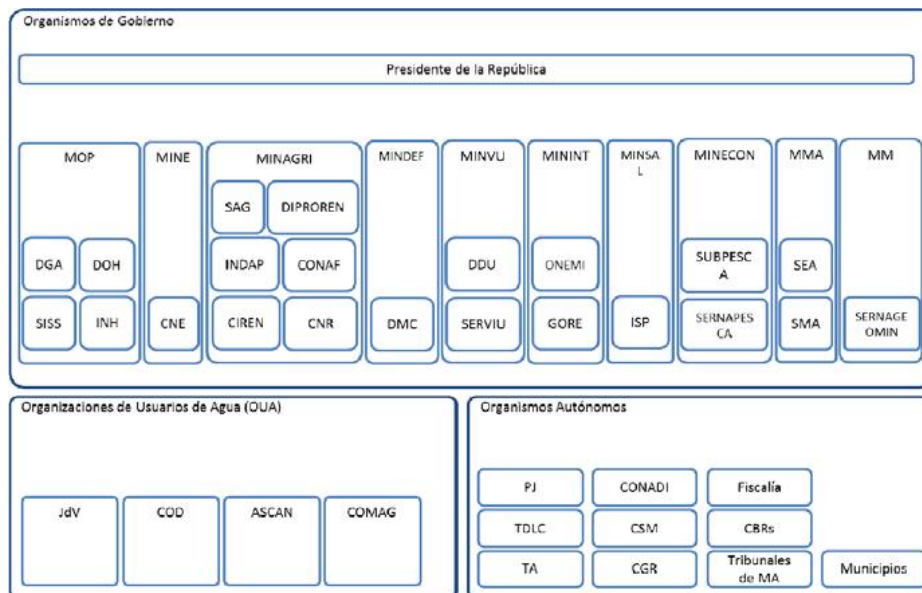 Organismos de Gobierno
Presidente de la República
MOP
MINE
MINAGRI
MINDEF
MINVU
MININT
MINSA
L
MINECON
MMA
MM
SAG
DIPROREN
DGA
DOH
INDAP
CONAF
DDU
ONEMI
SUBPESC
A
SEA
SISS
INH
CNE
CIREN
CNR
DMC
SERVIU
GORE
ISP
SERNAPES
CA
SMA
SERNAGE
OMIN
Organizaciones de Usuarios de Agua (OUA)
JdV
COD
ASCAN
COMAG
Organismos Autónomos
PJ
CONADI
Fiscalía
TDLC
CSM
CBRs
TA
CGR
Tribunales
de MA
Municipios